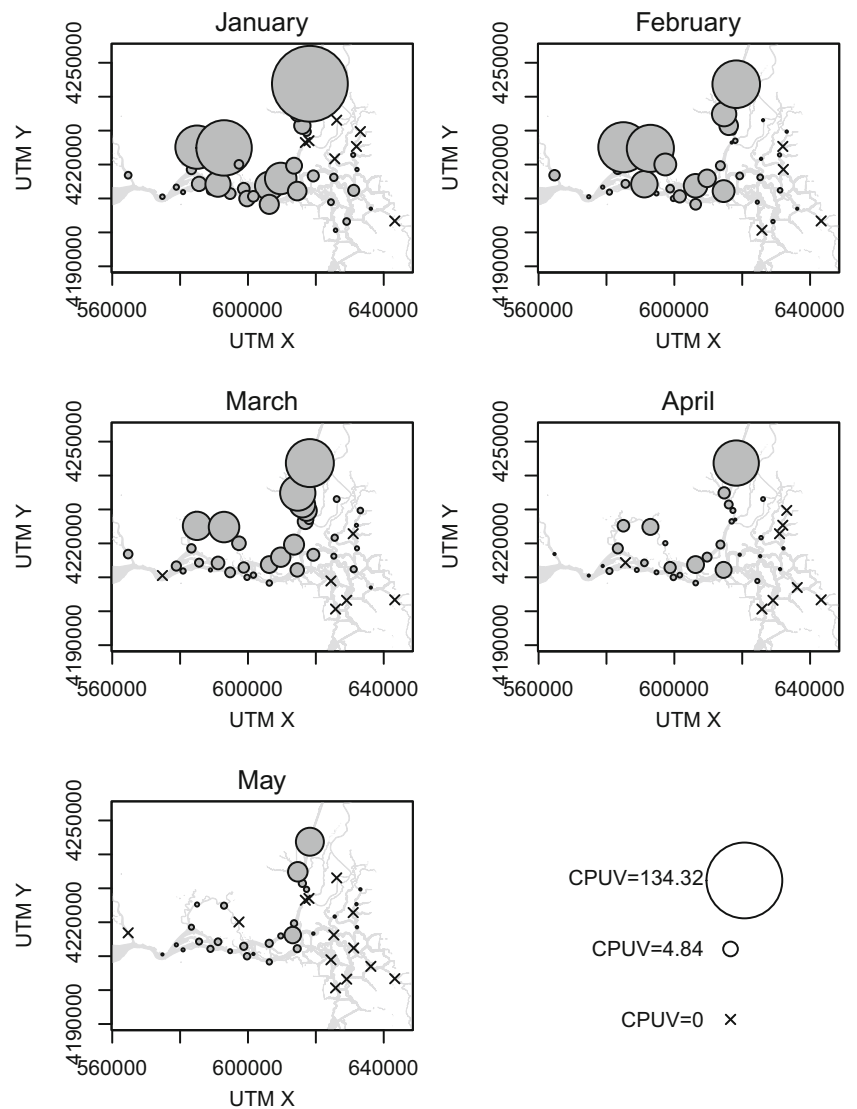 January
February
4250000
4220000
4190000
UTM Y
560000
600000
640000
UTM X
4250000
4220000
4190000
UTM Y
560000
600000
640000
UTM X
March
April
4250000
4220000
4190000
UTM Y
560000
600000
640000
UTM X
4250000
4220000
4190000
UTM Y
560000
600000
640000
UTM X
May
4250000
4220000
4190000
UTM Y
560000
600000
640000
UTM X
CPUV=134.32
CPUV=4.84
CPUV=0